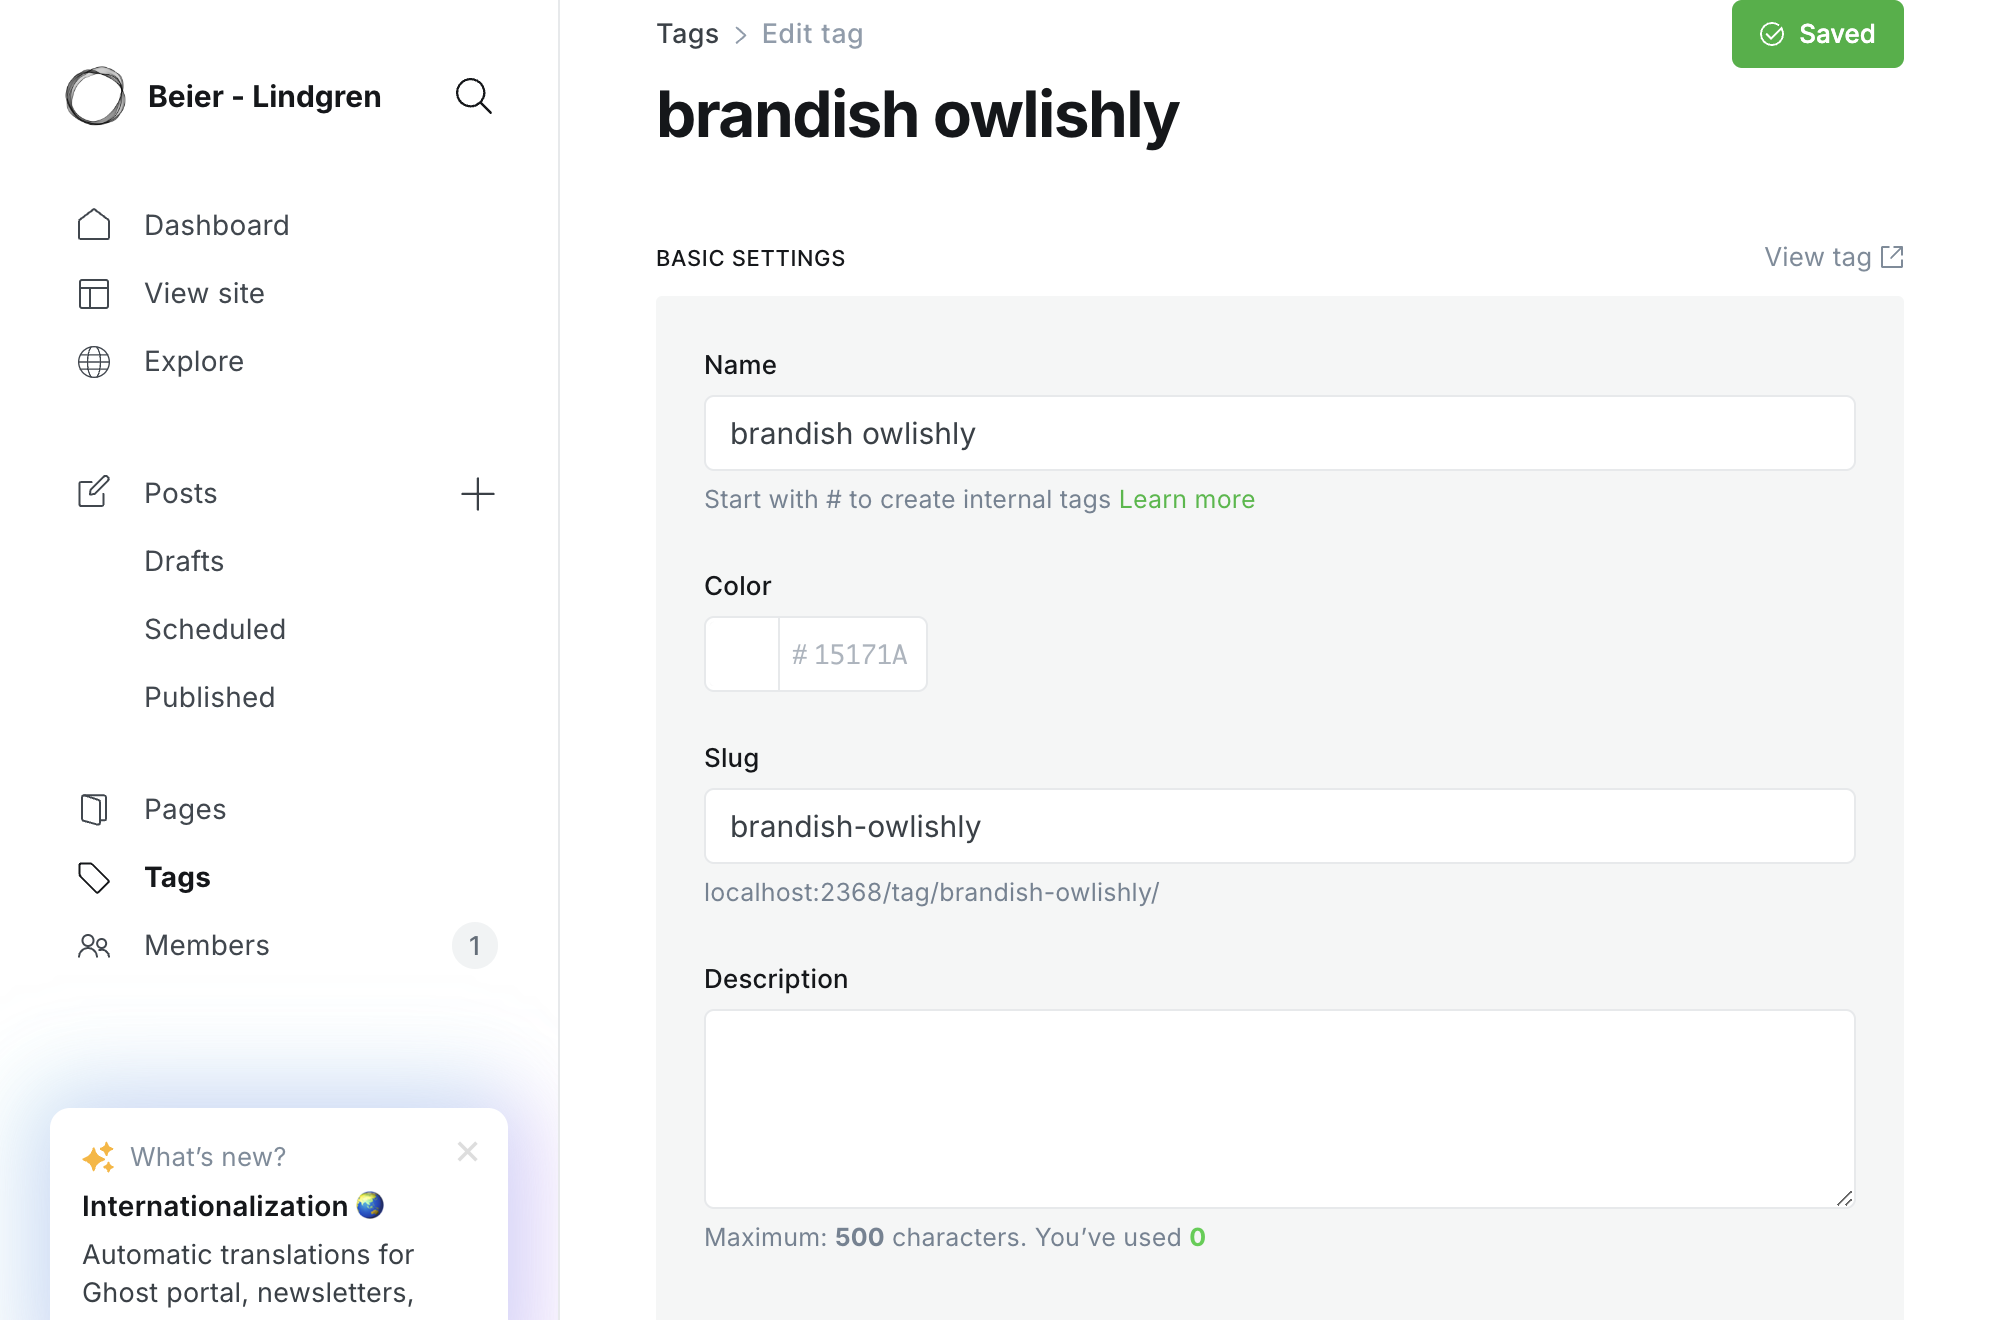 Beier - Lindgren
Dashboard
View site
Explore
Posts
Drafts
Scheduled
Published
Pages
Tags
Members
1
What’s new?
Internationalization
Automatic translations for
Ghost portal, newsletters,
Tags > Edit tag
Saved
brandish owlishly
BASIC SETTINGS
View tag
Name
brandish owlishly
Start with # to create internal tags Learn more
Color
# 15171A
Slug
brandish-owlishly
localhost:2368/tag/brandish-owlishly/
Description
Maximum: 500 characters. You’ve used 0